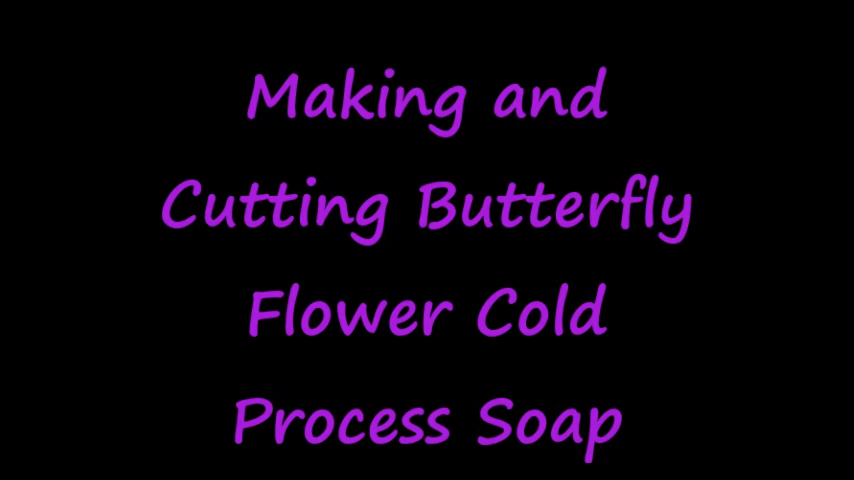 Making and
Cutting Butterfly
Flower Cold
Process Soap